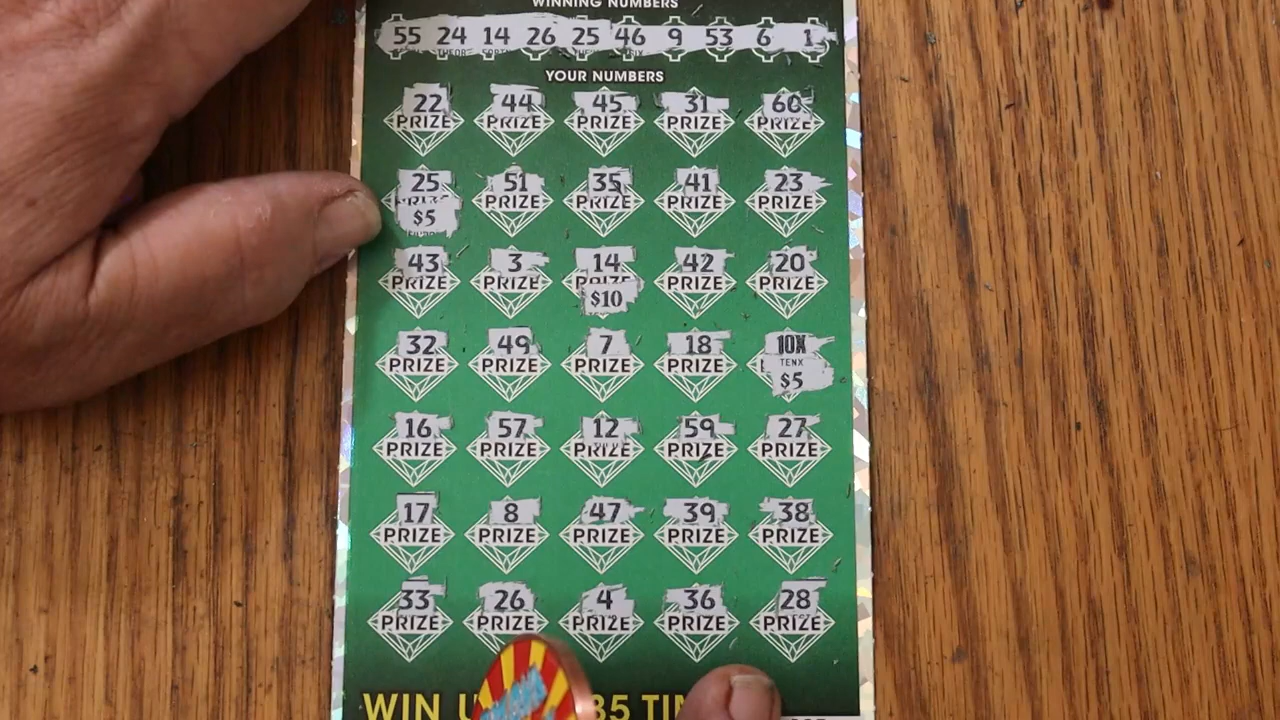 WINNING NUMBERS
55 24 14 26 25 46 9 53 6 1
YOUR NUMBERS
22 44 45 31 60
PRIZE PRIZE PRIZE PRIZE PRIZE
25 51 35 41 23
PRIZE PRIZE PRIZE PRIZE
$5
43 3 14 42 20
PRIZE PRIZE PRIZE PRIZE PRIZE
$10
32 49 7 18 10X
PRIZE PRIZE PRIZE PRIZE TENX
$5
16 57 12 59 27
PRIZE PRIZE PRIZE PRIZE PRIZE
17 8 47 39 38
PRIZE PRIZE PRIZE PRIZE PRIZE
33 26 4 36 28
PRIZE PRIZE PRIZE PRIZE PRIZE
WIN U 35 TI